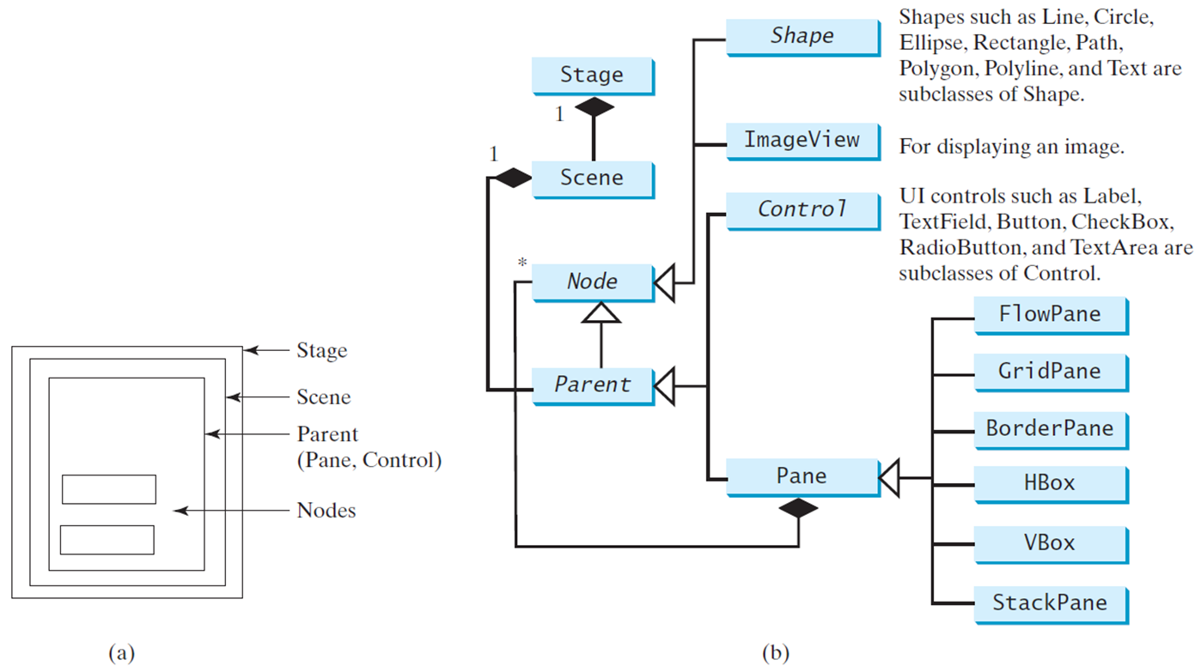 Stage
Scene
Parent
(Pane, Control)
Nodes
(a)
Stage
1
1
Scene
*
Node
Parent
Shape
Shapes such as Line, Circle,
Ellipse, Rectangle, Path,
Polygon, Polyline, and Text are
subclasses of Shape.
ImageView
For displaying an image.
Control
UI controls such as Label,
TextField, Button, CheckBox,
RadioButton, and TextArea are
subclasses of Control.
Pane
FlowPane
GridPane
BorderPane
HBox
VBox
StackPane
(b)